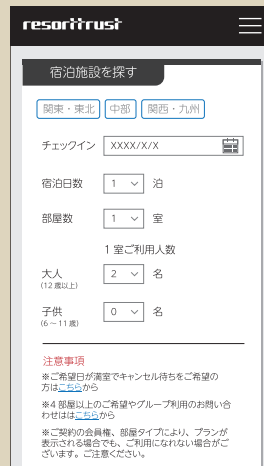 resorttrust
宿泊施設を探す
関東・東北 中部 関西・九州
チェックイン XXXX/X/X
宿泊日数 1 泊
部屋数 1 室
1 室ご利用人数
大人 2 名
(12 歳以上)
子供 0 名
(6～11 歳)
注意事項
※ご希望日が満室でキャンセル待ちをご希望の
方はこちらから
※4 部屋以上のご希望やグループ利用のお問い合
わせははこちらから
※ご契約の会員権、部屋タイプにより、プランが
表示される場合でも、ご利用になれない場合がご
ざいます。ご注意ください。